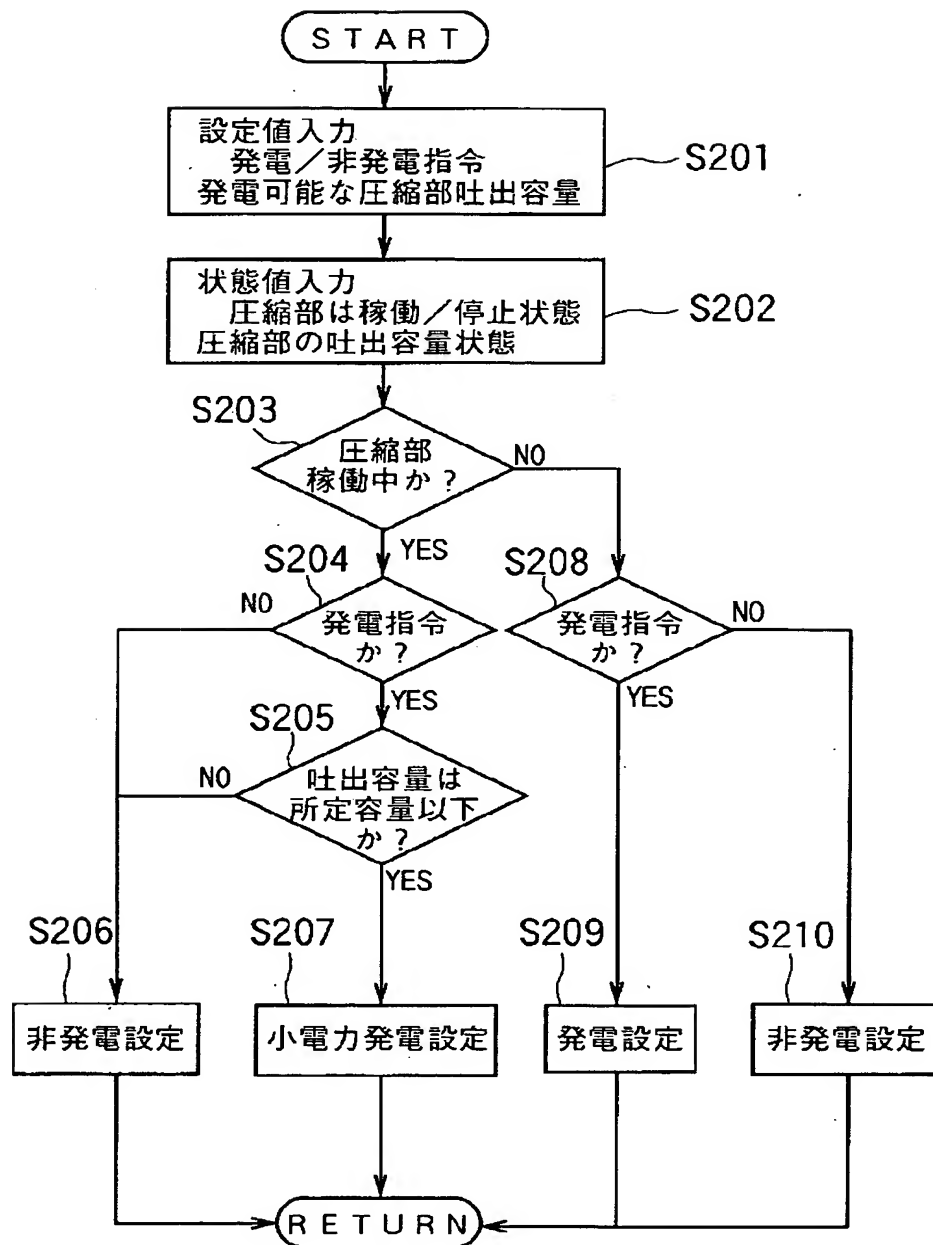 START
設定値入力
発電／非発電指令
発電可能な圧縮部吐出容量
S201
状態値入力
圧縮部は稼働／停止状態
圧縮部の吐出容量状態
S202
S203
圧縮部
稼働中か？
NO
YES
S204
NO
発電指令
か？
YES
S208
発電指令
か？
NO
YES
S205
NO
吐出容量は
所定容量以下
か？
YES
S206
非発電設定
S207
小電力発電設定
S209
発電設定
S210
非発電設定
RETURN